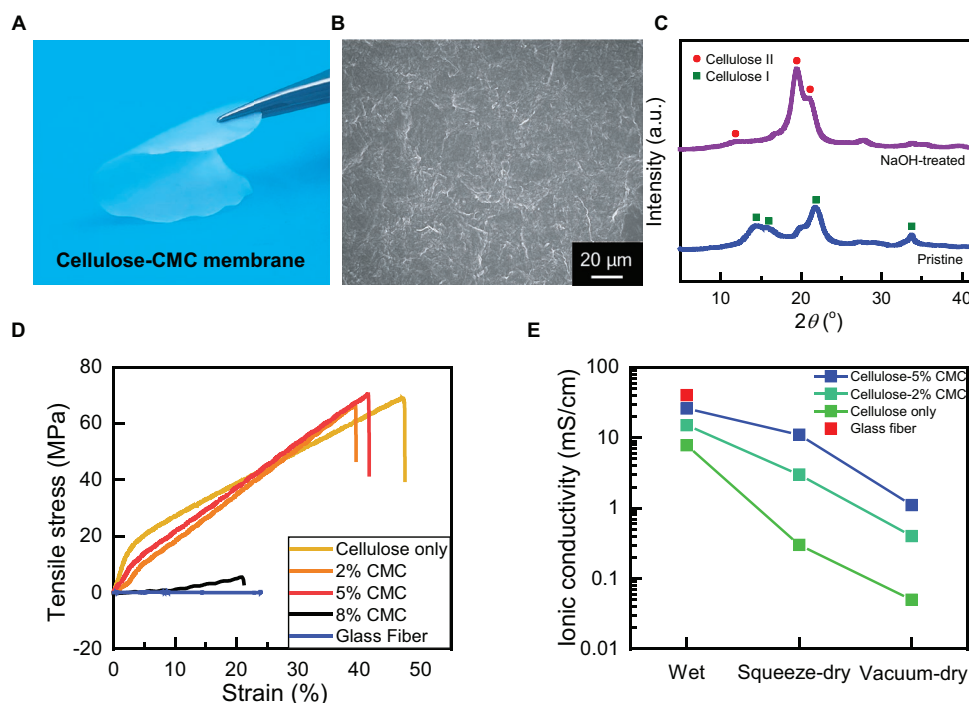 A
Cellulose-CMC membrane
B
20 µm
C
Cellulose II
Cellulose I
NaOH-treated
Pristine
Intensity (a.u.)
10 20 30 40
2θ (°)
D
80
60
40
20
0
-20
Tensile stress (MPa)
Cellulose only
2% CMC
5% CMC
8% CMC
Glass Fiber
0 10 20 30 40 50
Strain (%)
E
100
10
1
0.1
0.01
Ionic conductivity (mS/cm)
Cellulose-5% CMC
Cellulose-2% CMC
Cellulose only
Glass fiber
Wet Squeeze-dry Vacuum-dry